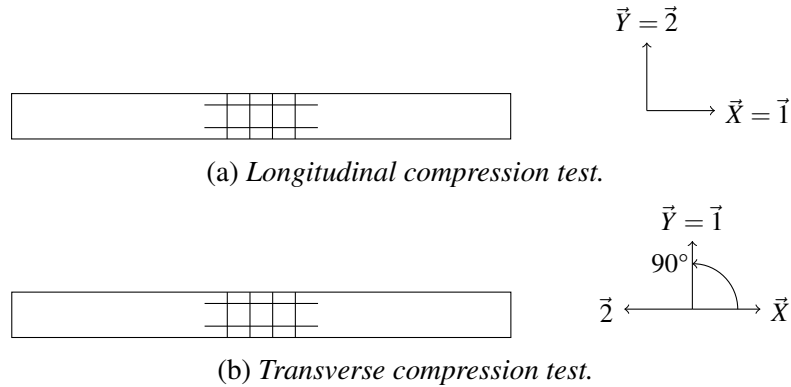 Y⃗ = 2⃗
X⃗ = 1⃗
(a) Longitudinal compression test.
Y⃗ = 1⃗
90°
2⃗
X⃗
(b) Transverse compression test.